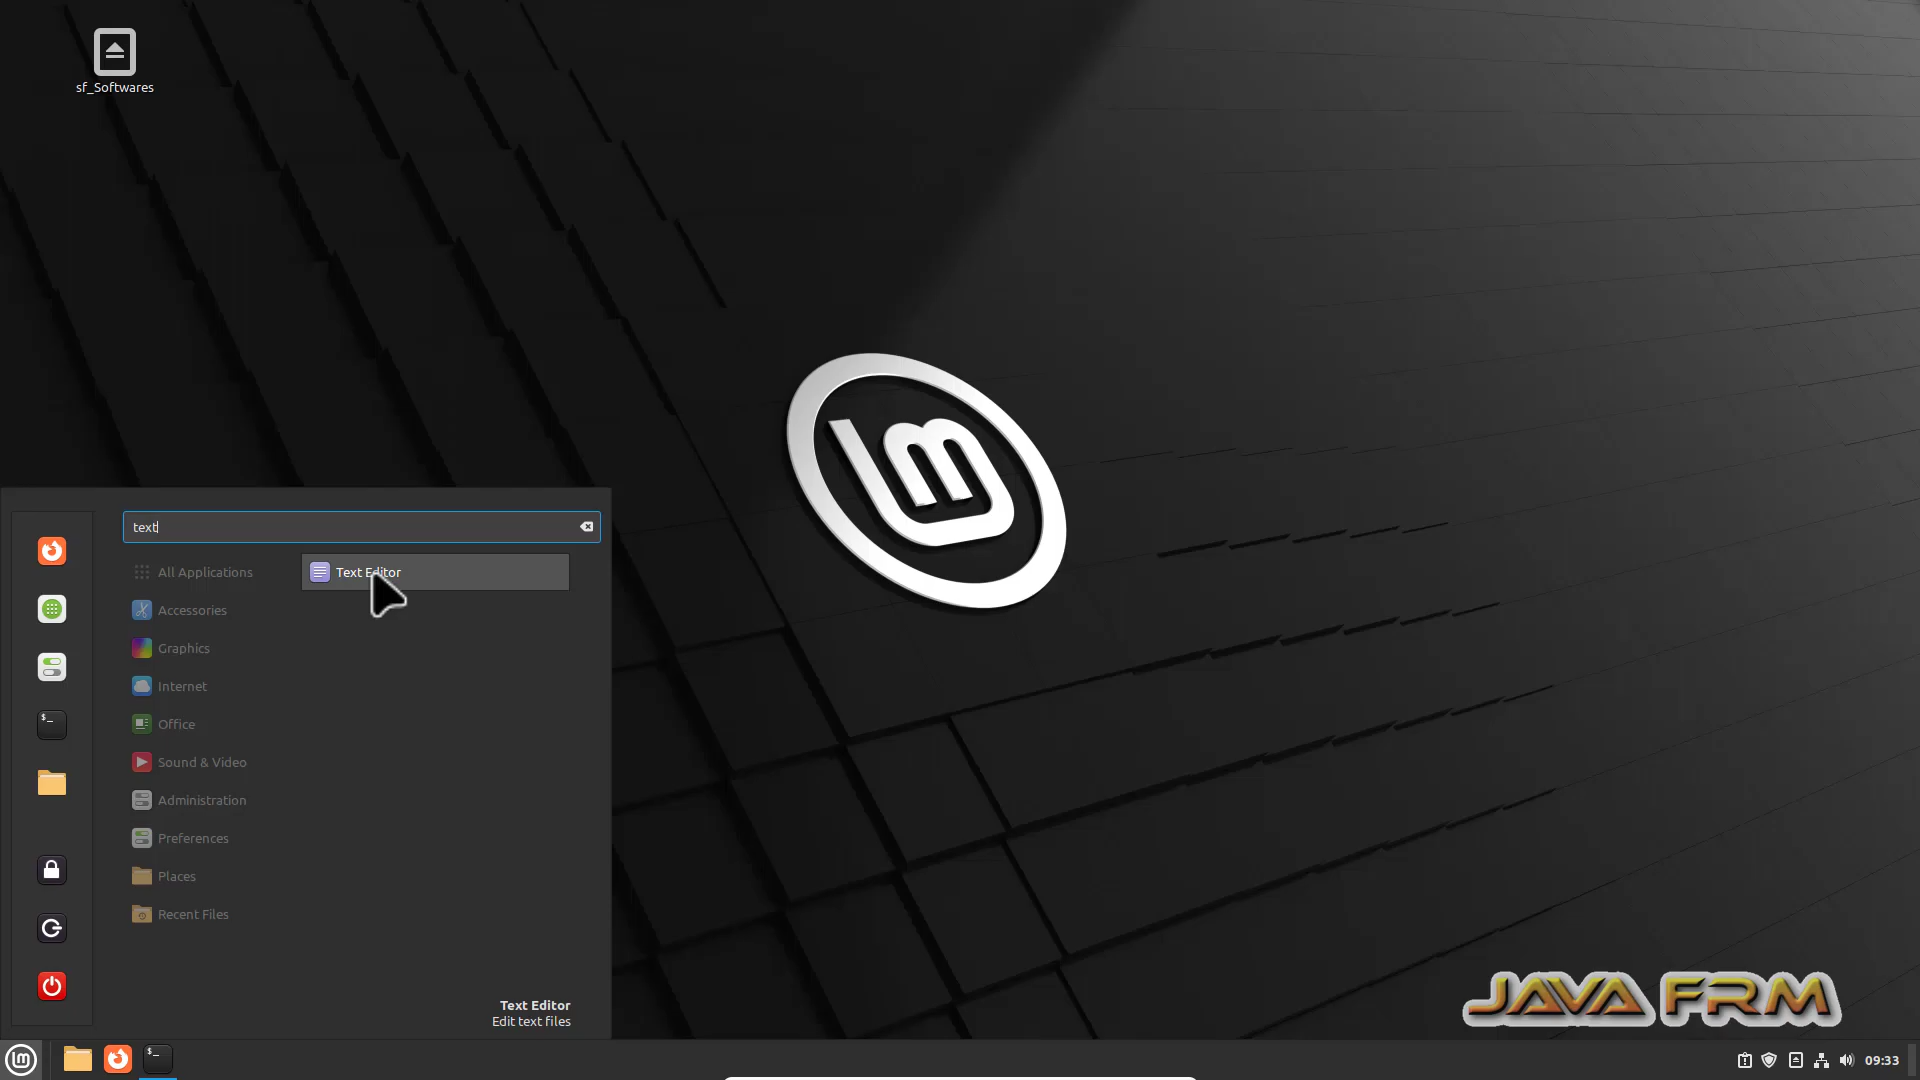 sf_Softwares
text
All Applications
Text Editor
Accessories
Graphics
Internet
Office
Sound & Video
Administration
Preferences
Places
Recent Files
Text Editor
Edit text files
JAVA FRM
09:33